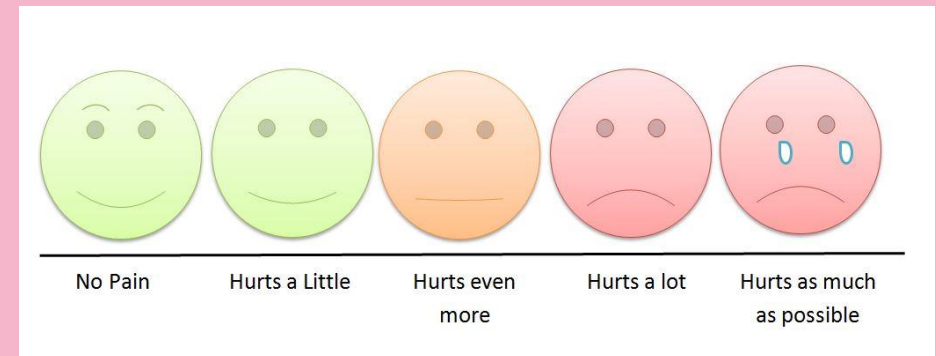 No Pain
Hurts a Little
Hurts even
more
Hurts a lot
Hurts as much
as possible